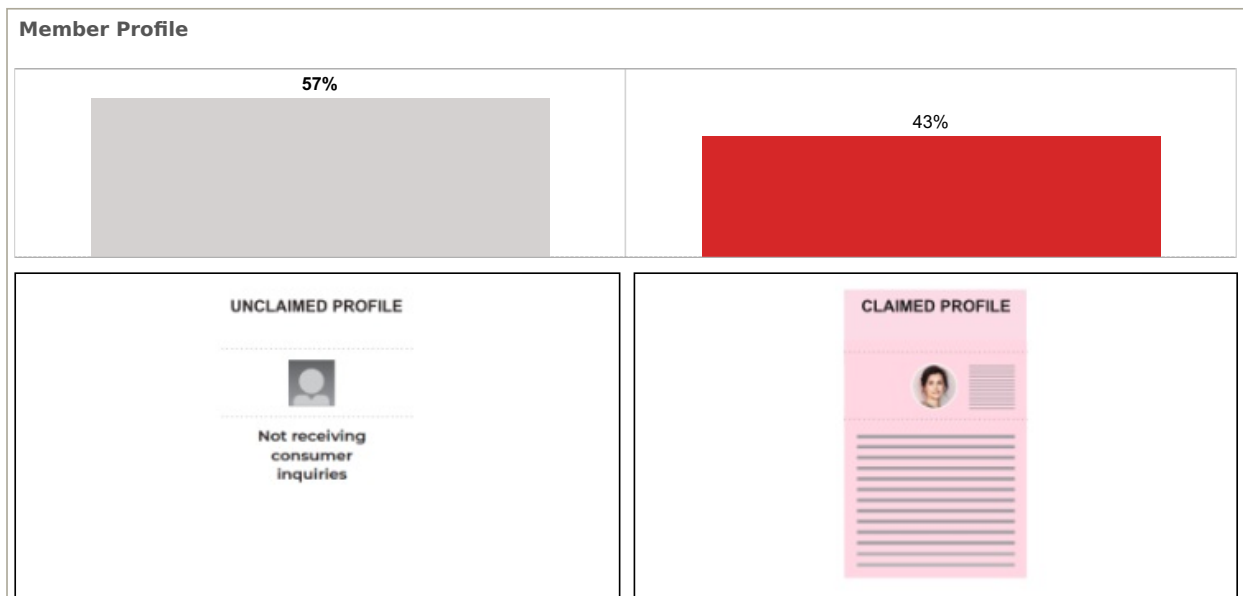 Member Profile
57%
43%
UNCLAIMED PROFILE
Not receiving
consumer
inquiries
CLAIMED PROFILE